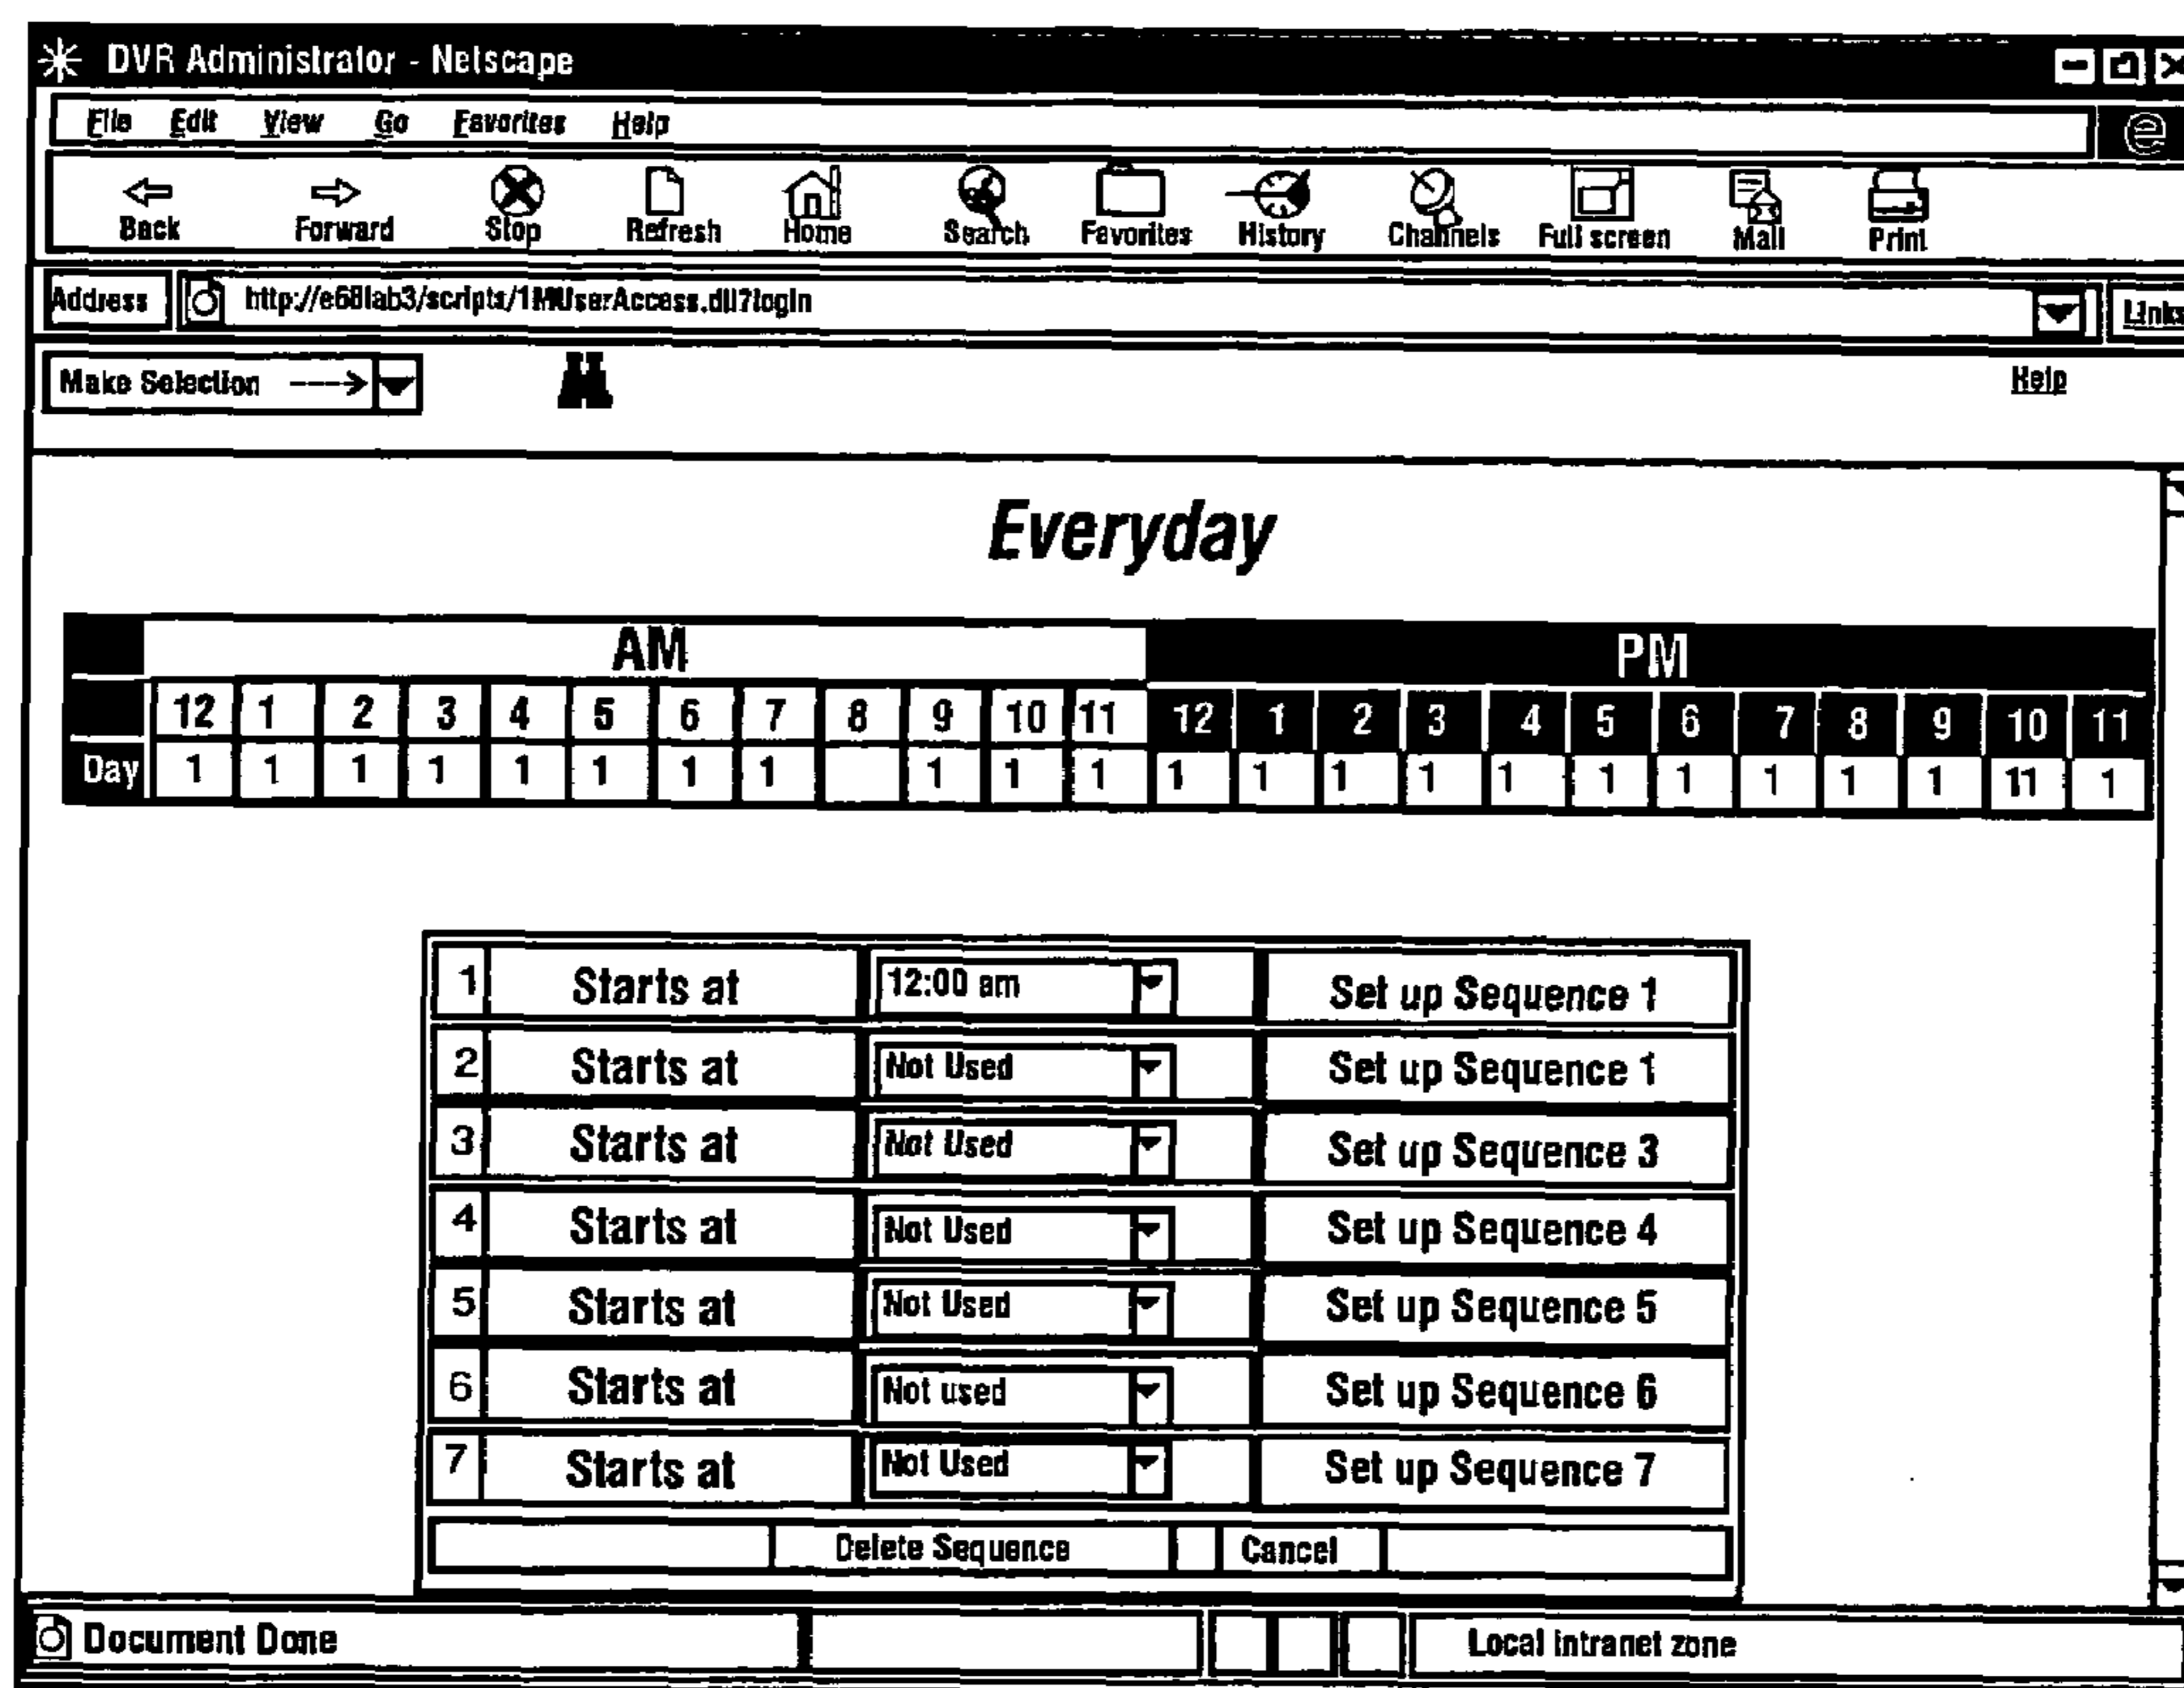 DVR Administrator - Netscape
File Edit View Go Favorites Help
Back Forward Stop Refresh Home Search Favorites History Channels Full screen Mail Print
Address http://e68lab3/scripts/1MUserAccess.dll?login Links
Make Selection ----> Help
Everyday
AM PM
12 1 2 3 4 5 6 7 8 9 10 11 12 1 2 3 4 5 6 7 8 9 10 11
Day 1 1 1 1 1 1 1 1 1 1 1 1 1 1 1 1 1 1 1 1 1 11 1
1 Starts at 12:00 am Set up Sequence 1
2 Starts at Not Used Set up Sequence 1
3 Starts at Not Used Set up Sequence 3
4 Starts at Not Used Set up Sequence 4
5 Starts at Not Used Set up Sequence 5
6 Starts at Not used Set up Sequence 6
7 Starts at Not Used Set up Sequence 7
Delete Sequence Cancel
Document Done Local intranet zone